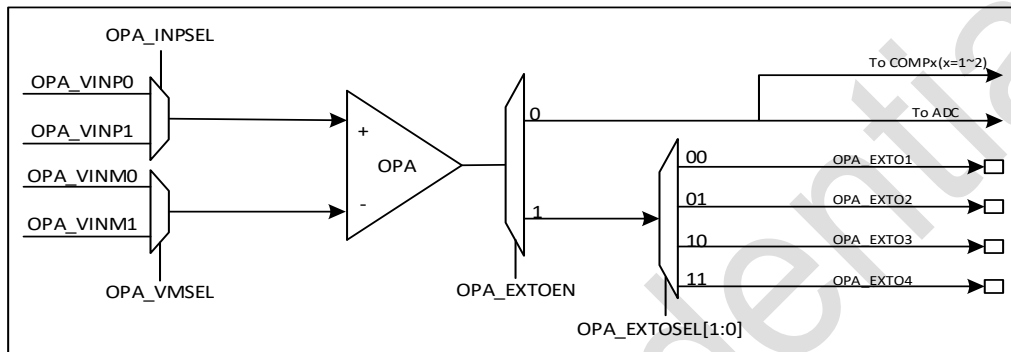 OPA_INPSEL
OPA_VINP0
OPA_VINP1
OPA_VINM0
OPA_VINM1
OPA_VMSEL
+
OPA
-
0
1
OPA_EXTOEN
To COMPx(x=1~2)
To ADC
00
OPA_EXTO1
01
OPA_EXTO2
10
OPA_EXTO3
11
OPA_EXTO4
OPA_EXTOSEL[1:0]
dentia